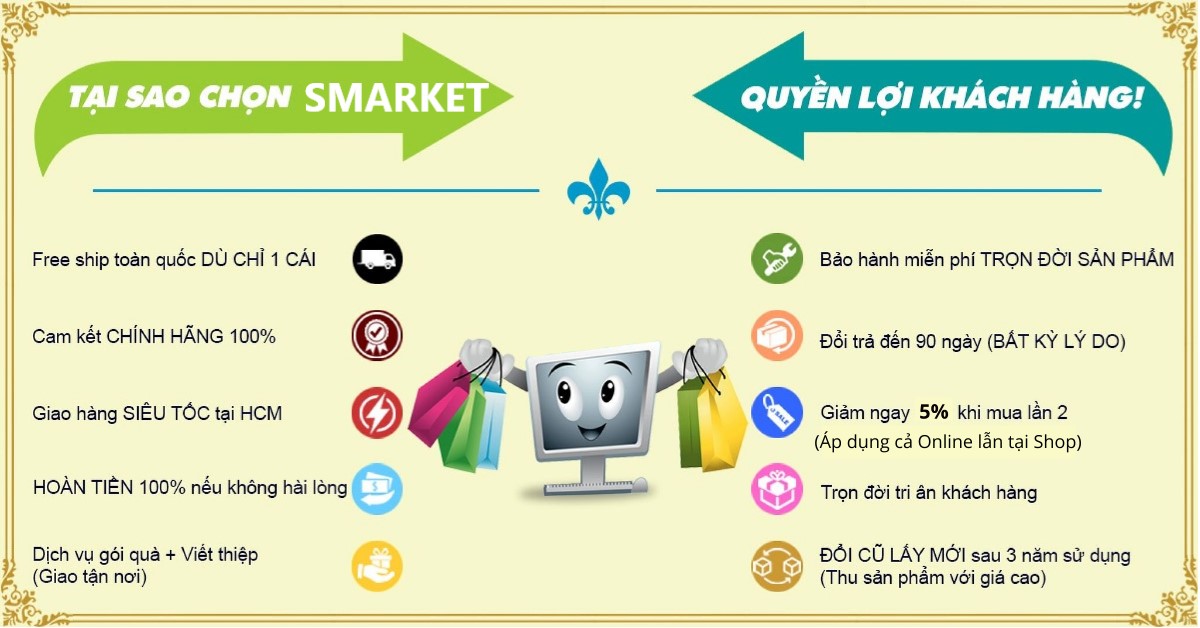 TẠI SAO CHỌN SMARKET
QUYỀN LỢI KHÁCH HÀNG!
Free ship toàn quốc DÙ CHỈ 1 CÁI
Cam kết CHÍNH HÃNG 100%
Giao hàng SIÊU TỐC tại HCM
HOÀN TIỀN 100% nếu không hài lòng
Dịch vụ gói quà + Viết thiệp
(Giao tận nơi)
Bảo hành miễn phí TRỌN ĐỜI SẢN PHẨM
Đổi trả đến 90 ngày (BẤT KỲ LÝ DO)
SALE
Giảm ngay 5% khi mua lần 2
(Áp dụng cả Online lẫn tại Shop)
Trọn đời tri ân khách hàng
ĐỔI CŨ LẤY MỚI sau 3 năm sử dụng
(Thu sản phẩm với giá cao)